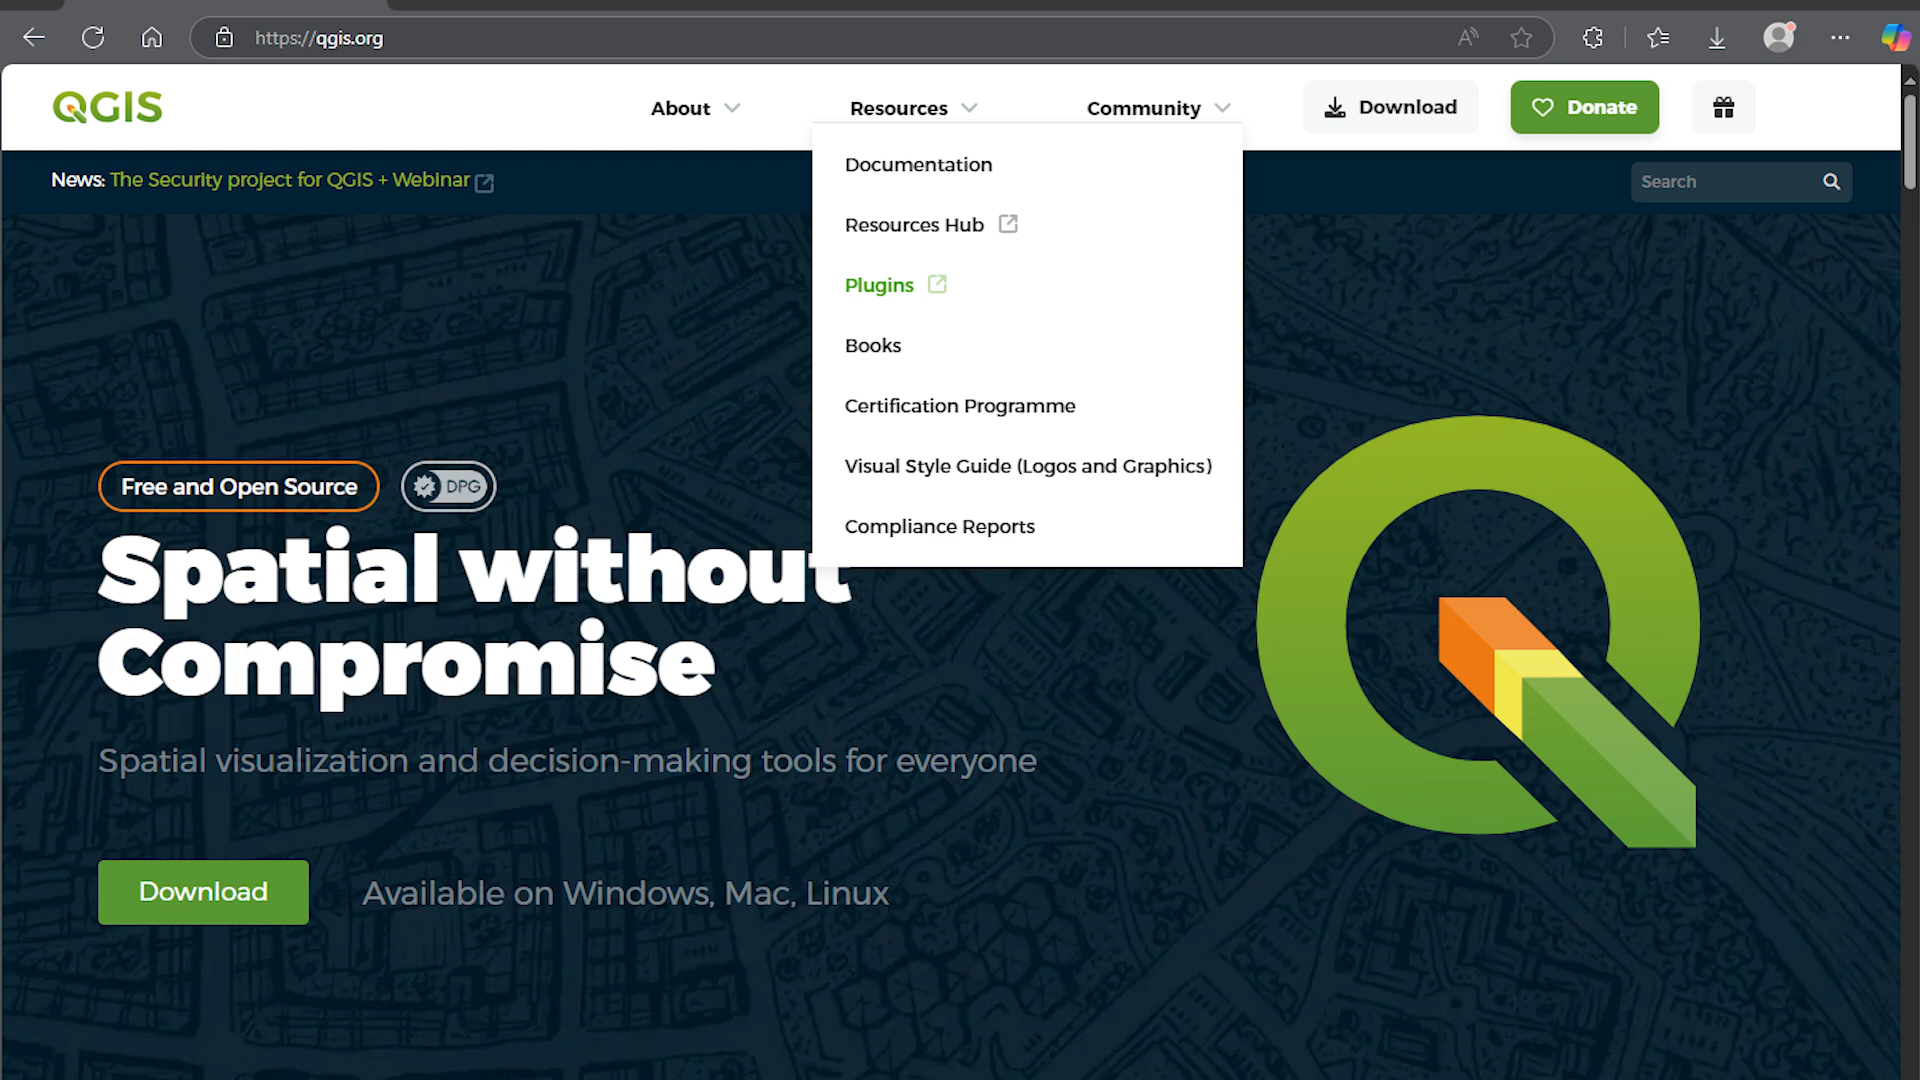 https://qgis.org
QGIS
About
Resources
Community
Download
Donate
News: The Security project for QGIS + Webinar
Search
Documentation
Resources Hub
Plugins
Books
Certification Programme
Visual Style Guide (Logos and Graphics)
Compliance Reports
Free and Open Source
DPG
Spatial without
Compromise
Spatial visualization and decision-making tools for everyone
Download
Available on Windows, Mac, Linux